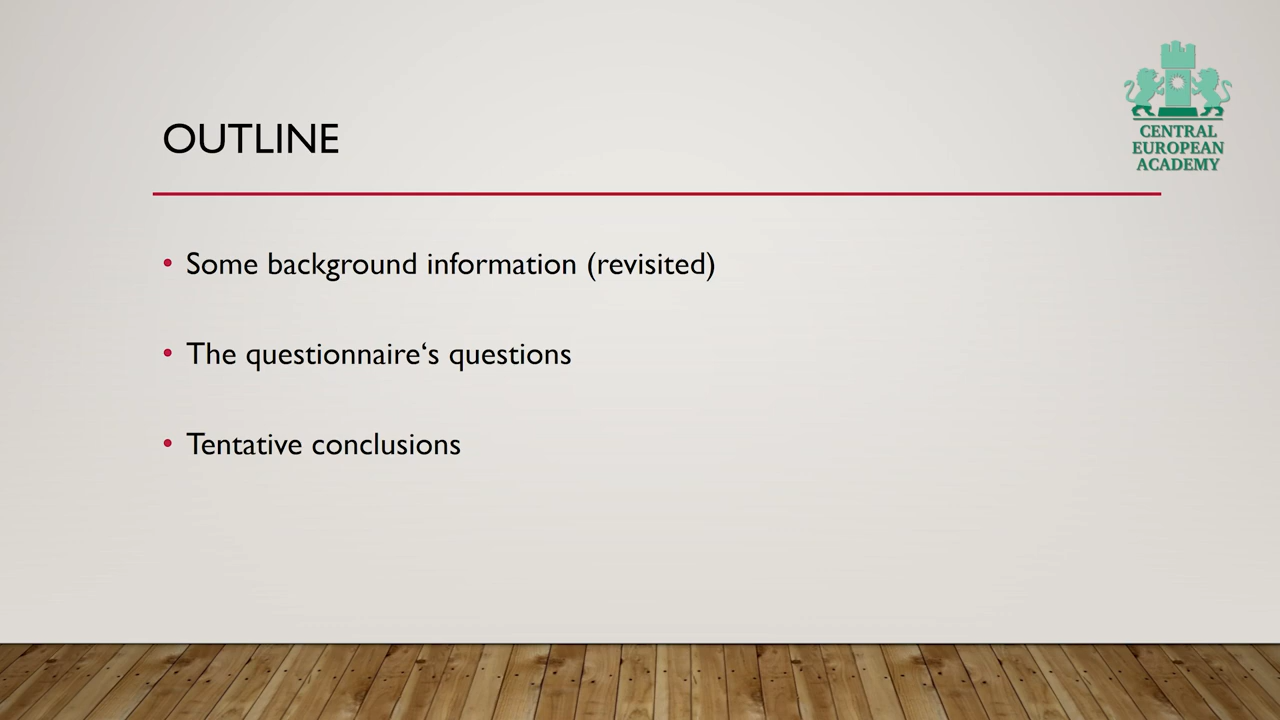 OUTLINE
CENTRAL
EUROPEAN
ACADEMY
• Some background information (revisited)
• The questionnaire‘s questions
• Tentative conclusions